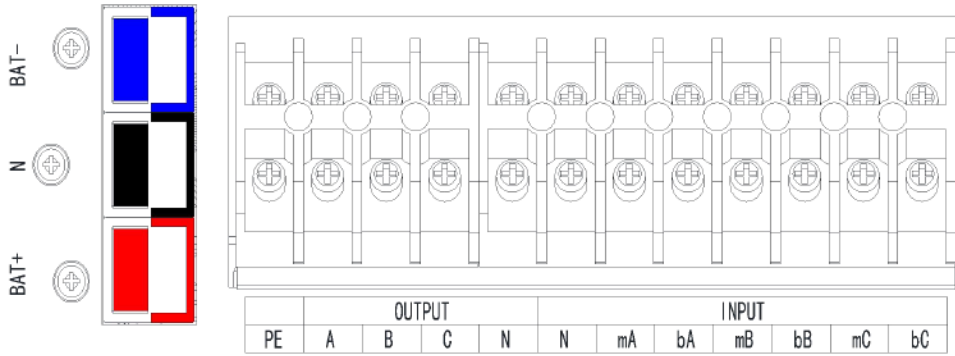 BAT-
N
BAT+
OUTPUT INPUT
PE A B C N N mA bA mB bB mC bC